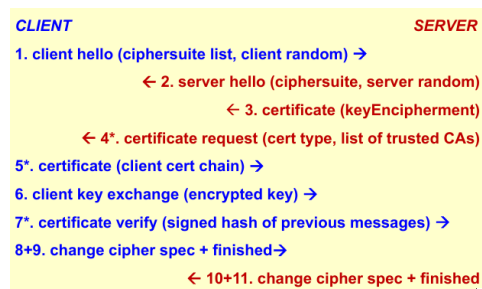 CLIENT SERVER
1. client hello (ciphersuite list, client random) →
← 2. server hello (ciphersuite, server random)
← 3. certificate (keyEncipherment)
← 4*. certificate request (cert type, list of trusted CAs)
5*. certificate (client cert chain) →
6. client key exchange (encrypted key) →
7*. certificate verify (signed hash of previous messages) →
8+9. change cipher spec + finished→
← 10+11. change cipher spec + finished